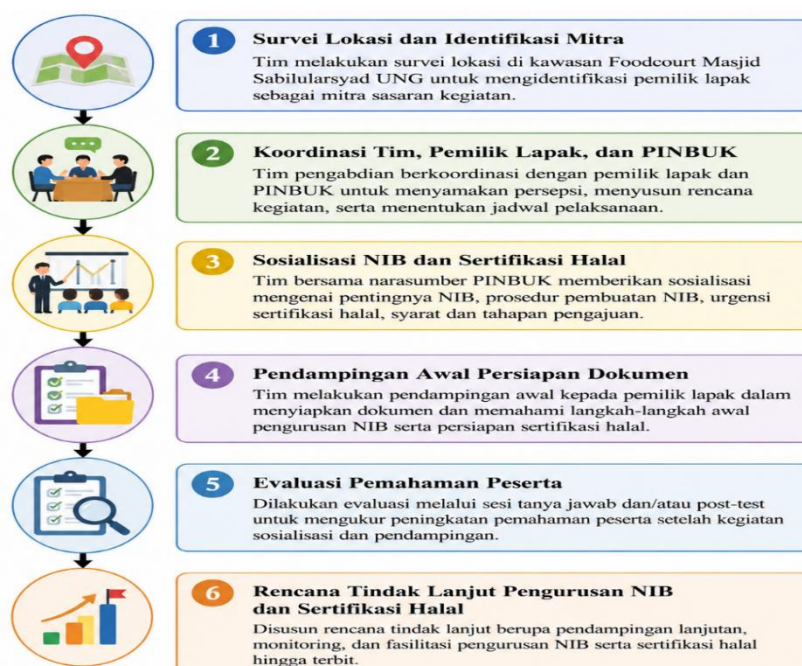 1 Survei Lokasi dan Identifikasi Mitra
Tim melakukan survei lokasi di kawasan Foodcourt Masjid
Sabilularsyad UNG untuk mengidentifikasi pemilik lapak
sebagai mitra sasaran kegiatan.
2 Koordinasi Tim, Pemilik Lapak, dan PINBUK
Tim pengabdian berkoordinasi dengan pemilik lapak dan
PINBUK untuk menyamakan persepsi, menyusun rencana
kegiatan, serta menentukan jadwal pelaksanaan.
3 Sosialisasi NIB dan Sertifikasi Halal
Tim bersama narasumber PINBUK memberikan sosialisasi
mengenai pentingnya NIB, prosedur pembuatan NIB, urgensi
sertifikasi halal, syarat dan tahapan pengajuan.
4 Pendampingan Awal Persiapan Dokumen
Tim melakukan pendampingan awal kepada pemilik lapak dalam
menyiapkan dokumen dan memahami langkah-langkah awal
pengurusan NIB serta persiapan sertifikasi halal.
5 Evaluasi Pemahaman Peserta
Dilakukan evaluasi melalui sesi tanya jawab dan/atau post-test
untuk mengukur peningkatan pemahaman peserta setelah kegiatan
sosialisasi dan pendampingan.
6 Rencana Tindak Lanjut Pengurusan NIB
dan Sertifikasi Halal
Disusun rencana tindak lanjut berupa pendampingan lanjutan,
monitoring, dan fasilitasi pengurusan NIB serta sertifikasi halal
hingga terbit.